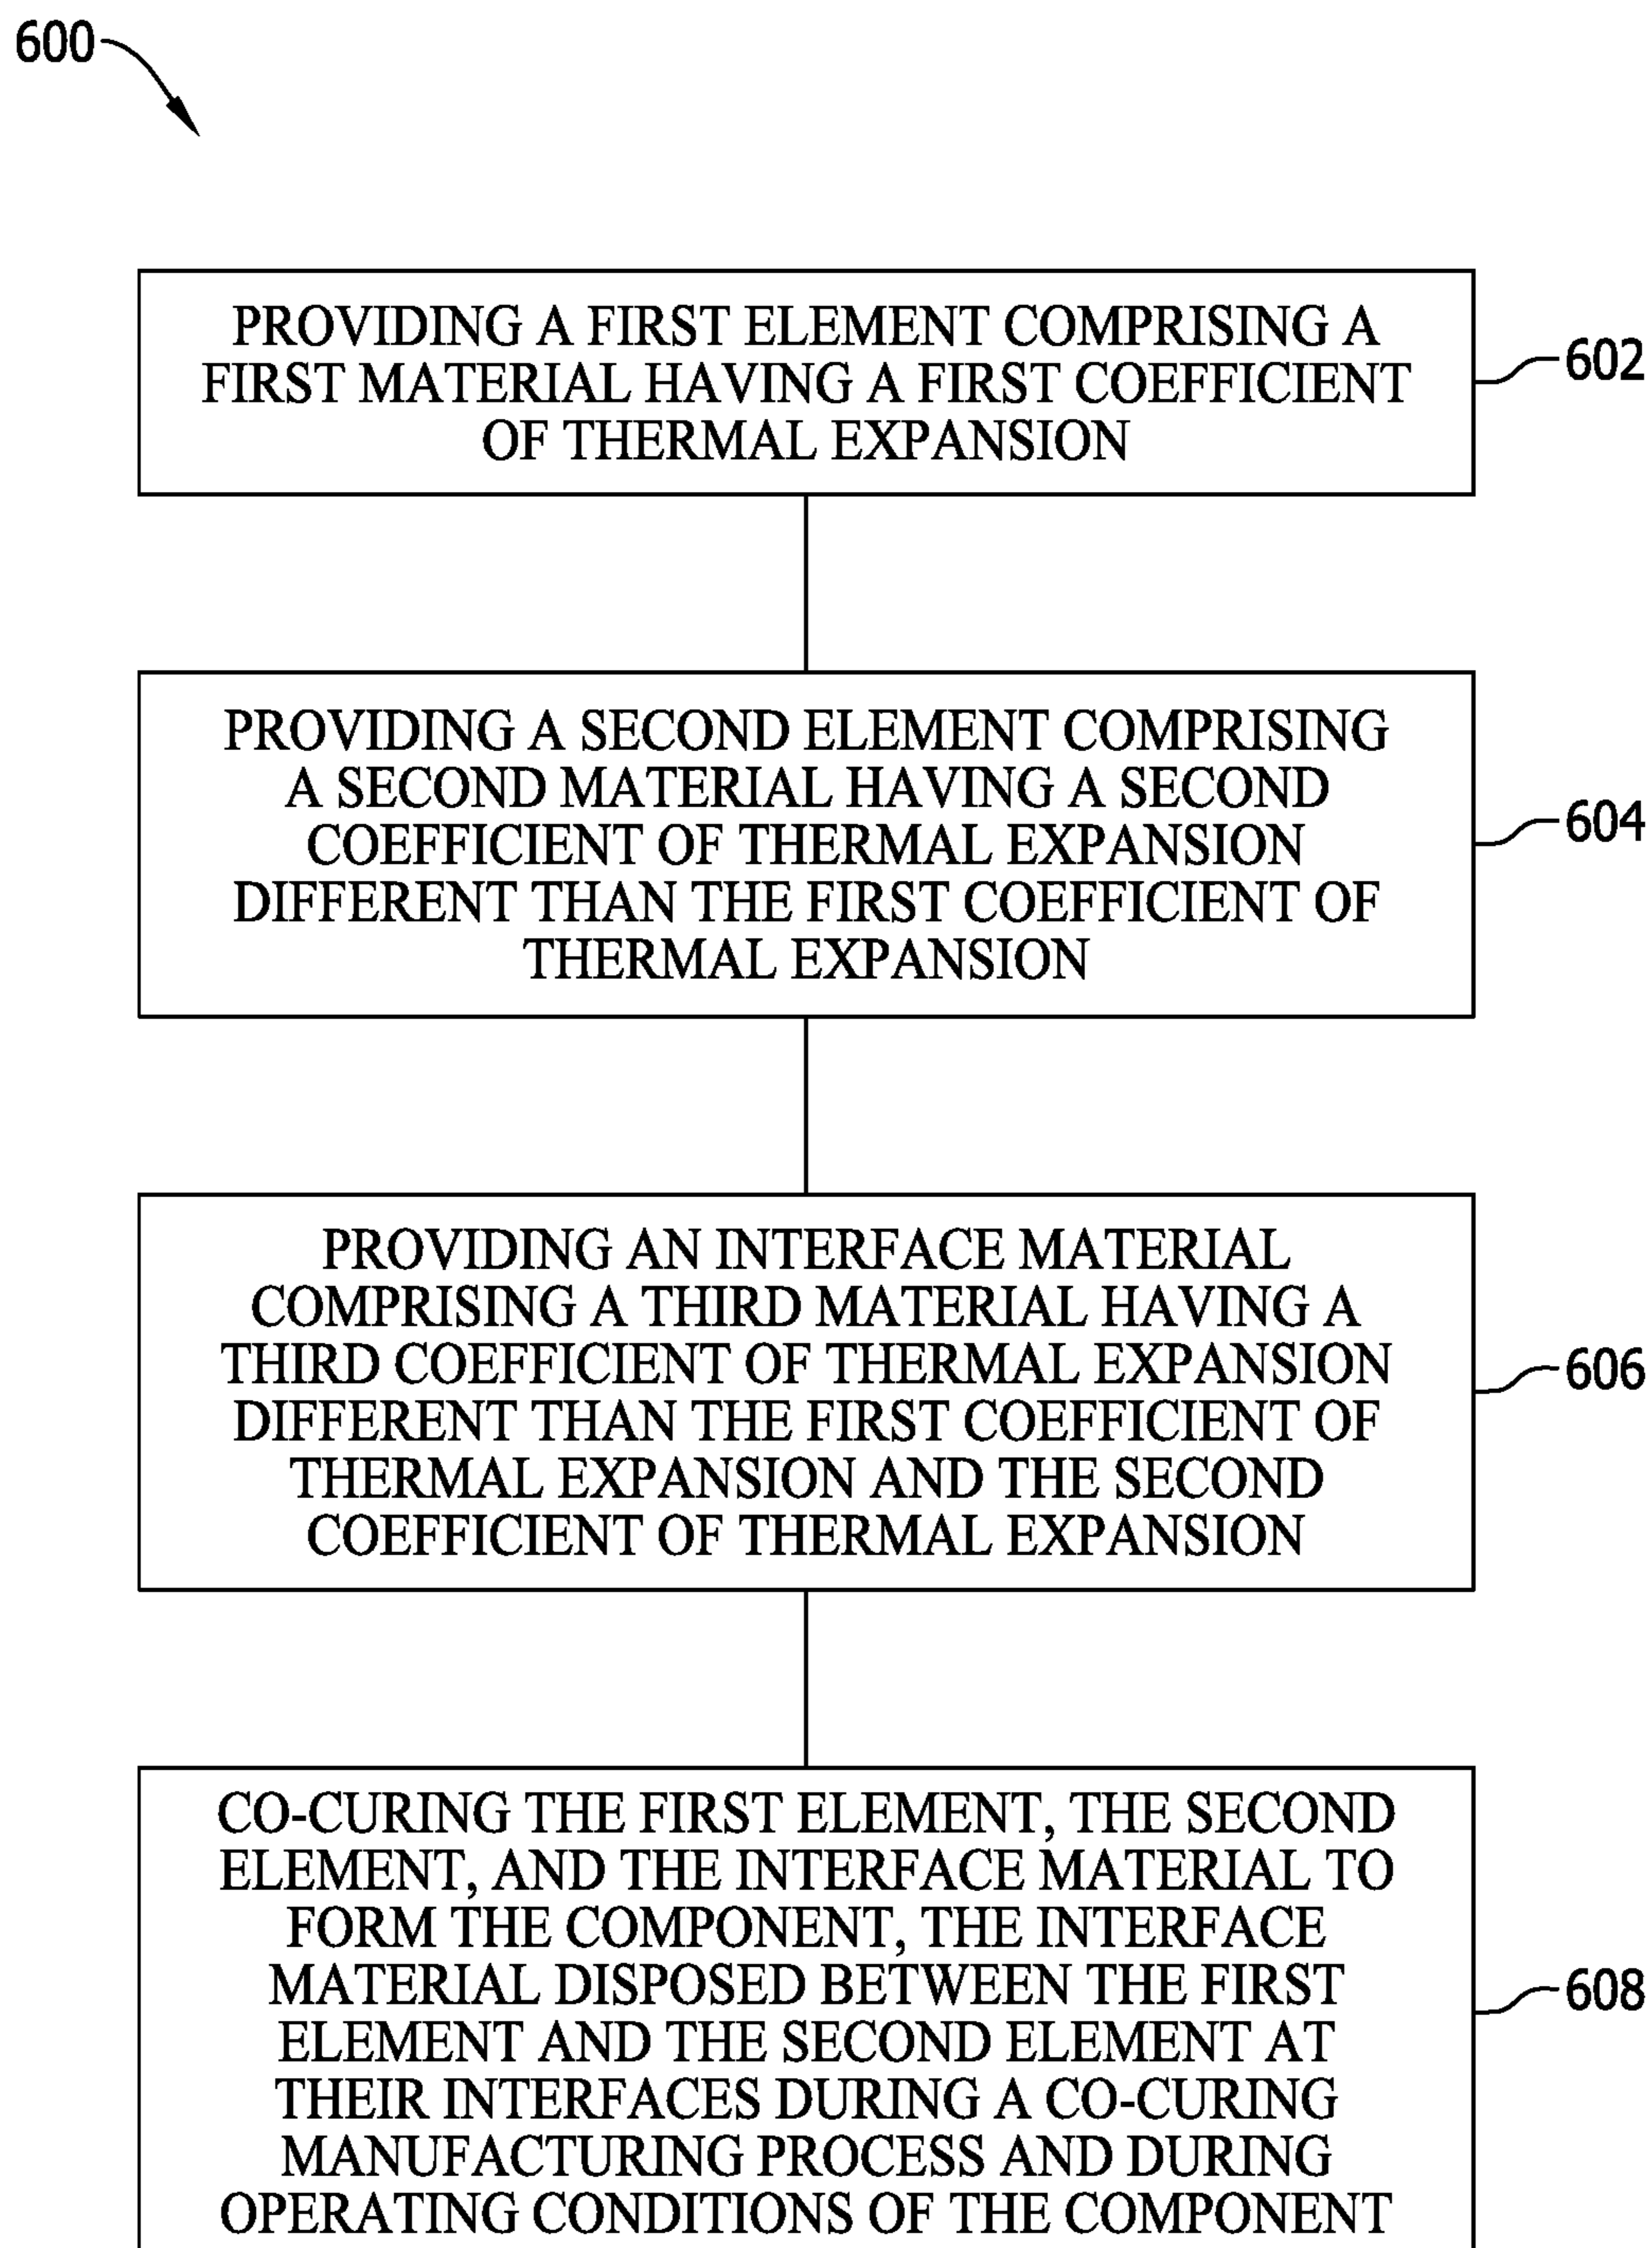 600
PROVIDING A FIRST ELEMENT COMPRISING A
FIRST MATERIAL HAVING A FIRST COEFFICIENT
OF THERMAL EXPANSION
602
PROVIDING A SECOND ELEMENT COMPRISING
A SECOND MATERIAL HAVING A SECOND
COEFFICIENT OF THERMAL EXPANSION
DIFFERENT THAN THE FIRST COEFFICIENT OF
THERMAL EXPANSION
604
PROVIDING AN INTERFACE MATERIAL
COMPRISING A THIRD MATERIAL HAVING A
THIRD COEFFICIENT OF THERMAL EXPANSION
DIFFERENT THAN THE FIRST COEFFICIENT OF
THERMAL EXPANSION AND THE SECOND
COEFFICIENT OF THERMAL EXPANSION
606
CO-CURING THE FIRST ELEMENT, THE SECOND
ELEMENT, AND THE INTERFACE MATERIAL TO
FORM THE COMPONENT, THE INTERFACE
MATERIAL DISPOSED BETWEEN THE FIRST
ELEMENT AND THE SECOND ELEMENT AT
THEIR INTERFACES DURING A CO-CURING
MANUFACTURING PROCESS AND DURING
OPERATING CONDITIONS OF THE COMPONENT
608